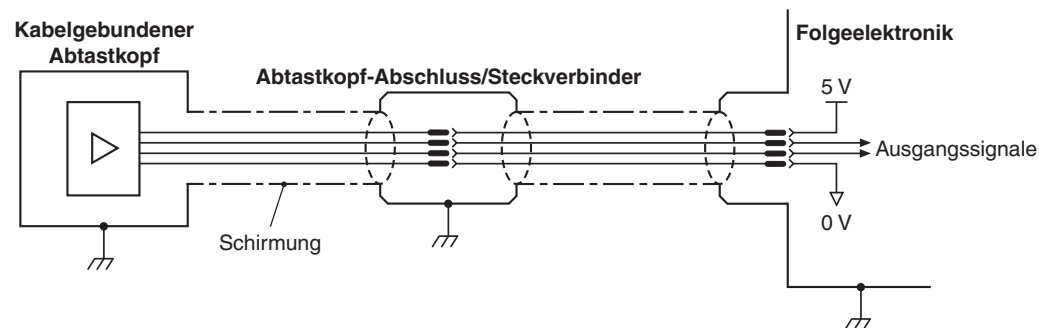 Kabelgebundener
Abtastkopf
Abtastkopf-Abschluss/Steckverbinder
Folgeelektronik
5 V
Ausgangssignale
0 V
Schirmung